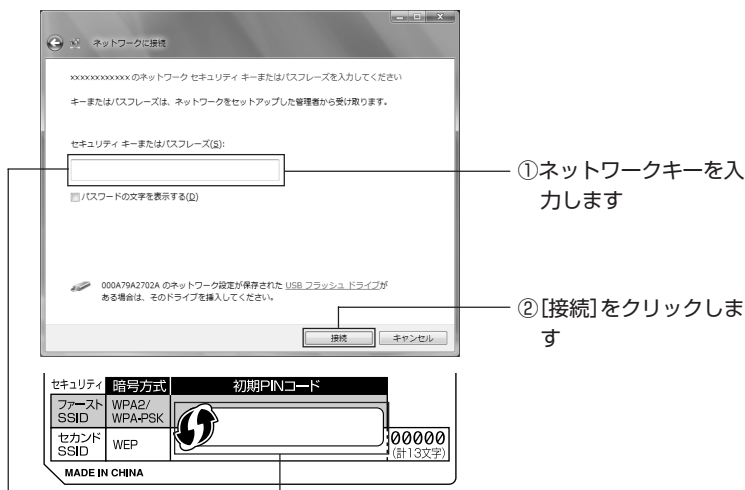 ネットワークに接続
xxxxxxxxxxxx のネットワーク セキュリティ キーまたはパスフレーズを入力してください
キーまたはパスフレーズは、ネットワークをセットアップした管理者から受け取ります。
セキュリティ キーまたはパスフレーズ(S):
パスワードの文字を表示する(D)
①ネットワークキーを入
力します
000A79A2702A のネットワーク設定が保存された USB フラッシュ ドライブが
ある場合は、そのドライブを挿入してください。
②[接続]をクリックしま
す
接続
キャンセル
セキュリティ 暗号方式 初期PINコード
ファースト
SSID
WPA2/
WPA-PSK
セカンド
SSID
WEP
00000
(計13文字)
MADE IN CHINA